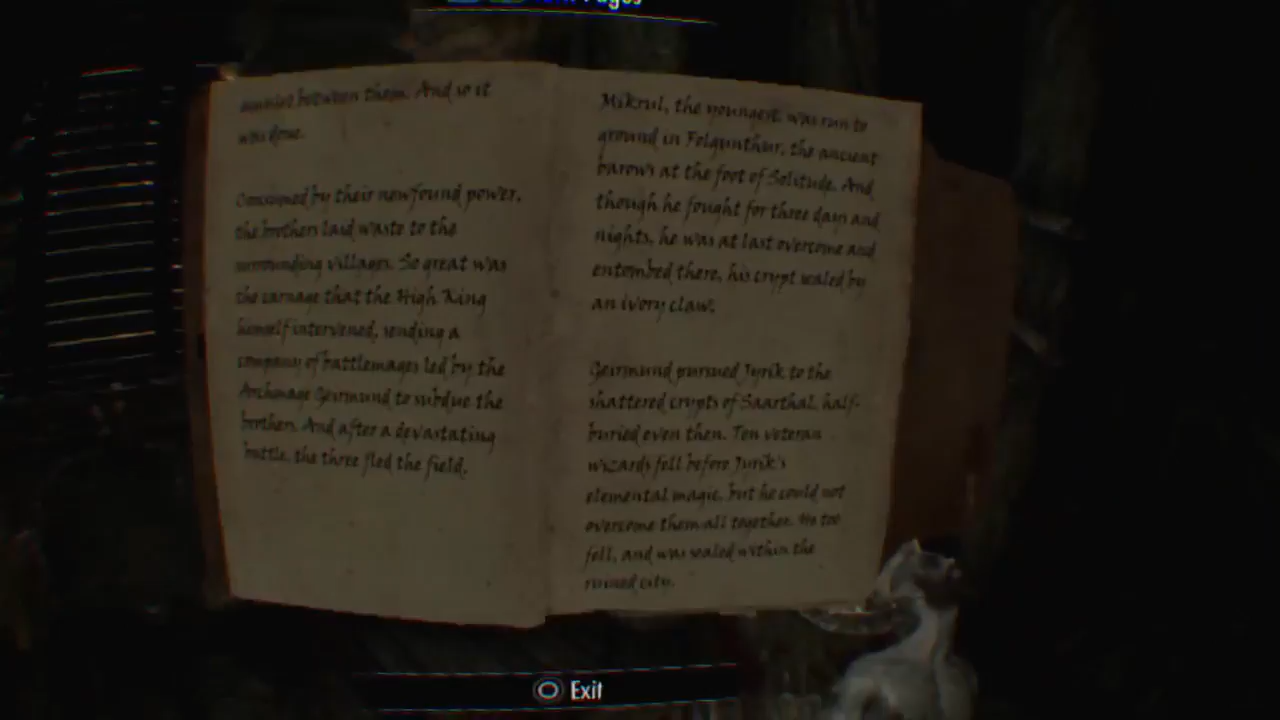 Pages
amulet between them. And so it
was done.
Consumed by their newfound power,
the brothers laid waste to the
surrounding villages. So great was
the carnage that the High King
himself intervened, sending a
company of battlemages led by the
Archmage Geirmund to subdue the
brothers. And after a devastating
battle, the three fled the field.
Mikrul, the youngest, was run to
ground in Folgunthur, the ancient
barows at the foot of Solitude. And
though he fought for three days and
nights, he was at last overcome and
entombed there, his crypt sealed by
an ivory claw.
Geirmund pursued Jyrik to the
shattered crypts of Saarthal, half-
buried even then. Ten veteran
wizards fell before Jyrik's
elemental magic, but he could not
overcome them all together. He too
fell, and was sealed within the
ruined city.
Exit